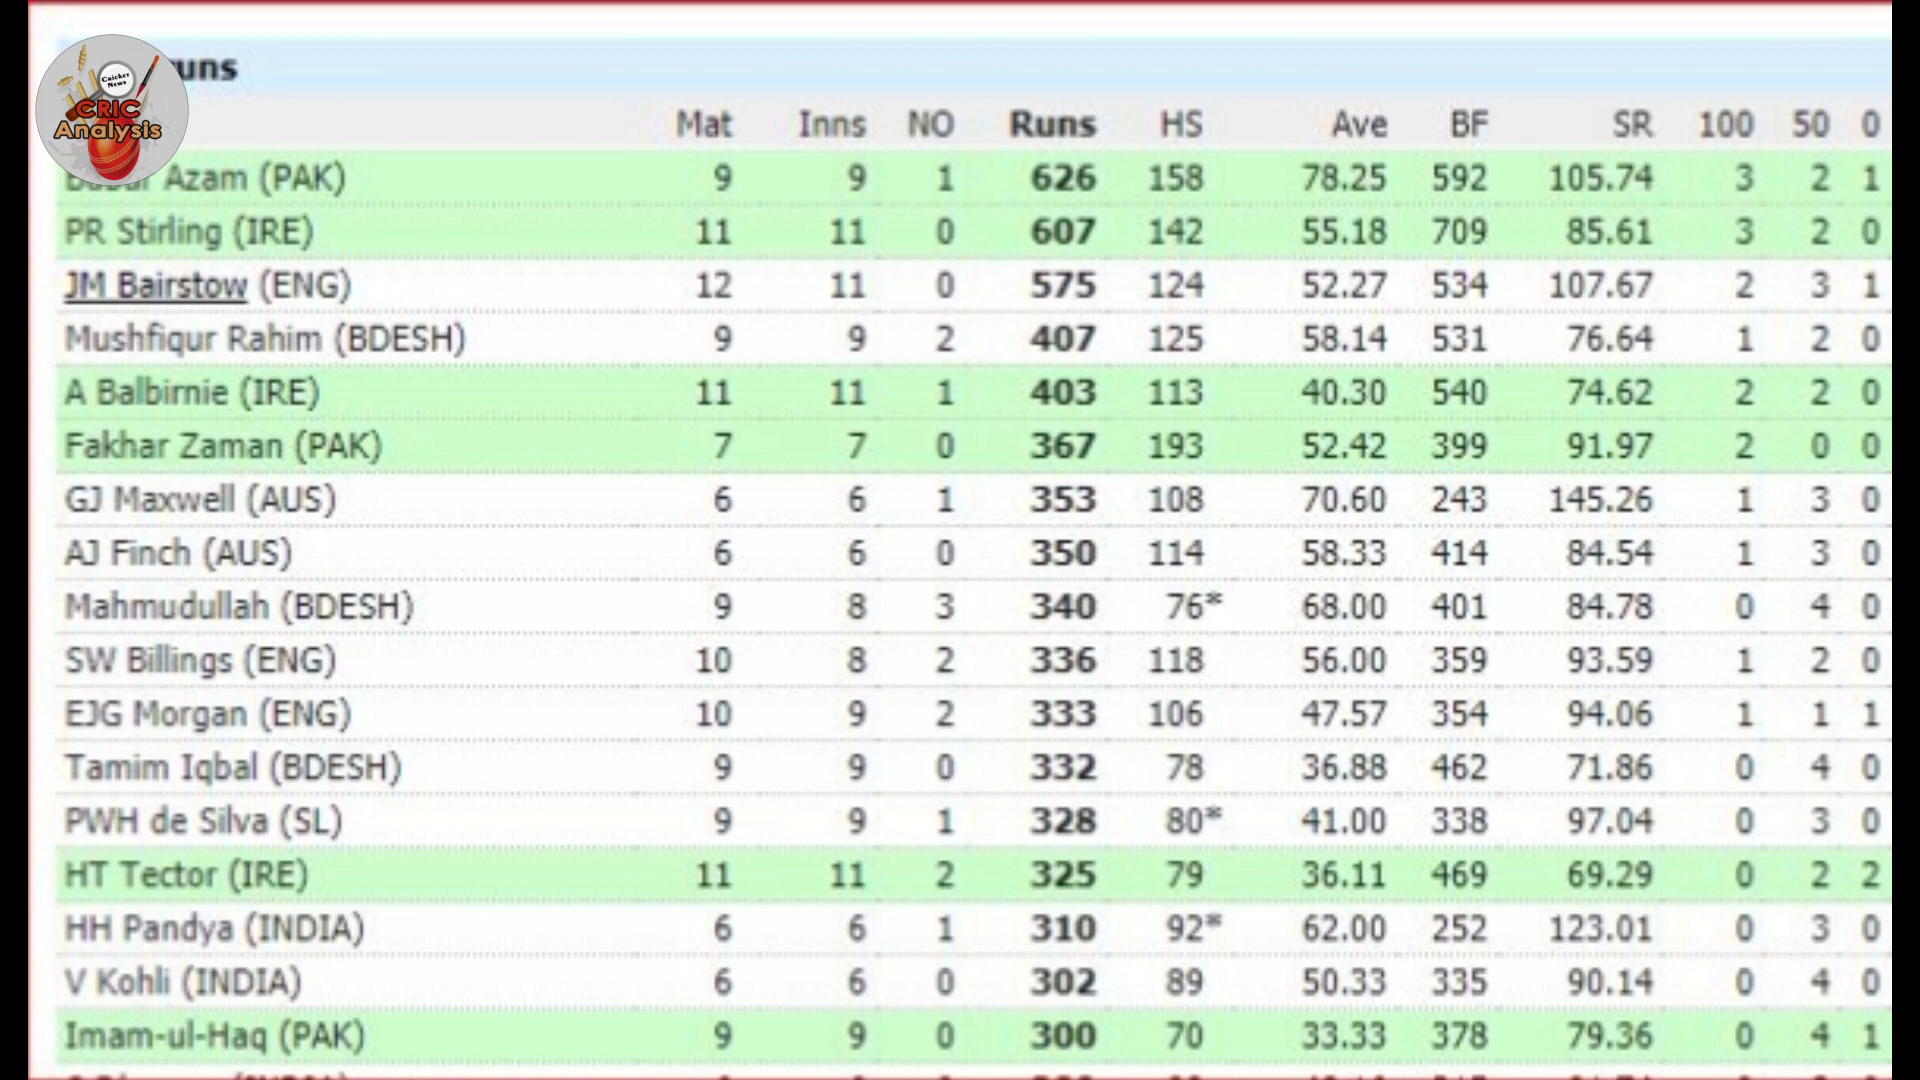 uns
Cricket
News
CRIC
Analysis
Mat Inns NO Runs HS Ave BF SR 100 50 0
Azam (PAK) 9 9 1 626 158 78.25 592 105.74 3 2 1
PR Stirling (IRE) 11 11 0 607 142 55.18 709 85.61 3 2 0
JM Bairstow (ENG) 12 11 0 575 124 52.27 534 107.67 2 3 1
Mushfiqur Rahim (BDESH) 9 9 2 407 125 58.14 531 76.64 1 2 0
A Balbirnie (IRE) 11 11 1 403 113 40.30 540 74.62 2 2 0
Fakhar Zaman (PAK) 7 7 0 367 193 52.42 399 91.97 2 0 0
GJ Maxwell (AUS) 6 6 1 353 108 70.60 243 145.26 1 3 0
AJ Finch (AUS) 6 6 0 350 114 58.33 414 84.54 1 3 0
Mahmudullah (BDESH) 9 8 3 340 76* 68.00 401 84.78 0 4 0
SW Billings (ENG) 10 8 2 336 118 56.00 359 93.59 1 2 0
EJG Morgan (ENG) 10 9 2 333 106 47.57 354 94.06 1 1 1
Tamim Iqbal (BDESH) 9 9 0 332 78 36.88 462 71.86 0 4 0
PWH de Silva (SL) 9 9 1 328 80* 41.00 338 97.04 0 3 0
HT Tector (IRE) 11 11 2 325 79 36.11 469 69.29 0 2 2
HH Pandya (INDIA) 6 6 1 310 92* 62.00 252 123.01 0 3 0
V Kohli (INDIA) 6 6 0 302 89 50.33 335 90.14 0 4 0
Imam-ul-Haq (PAK) 9 9 0 300 70 33.33 378 79.36 0 4 1